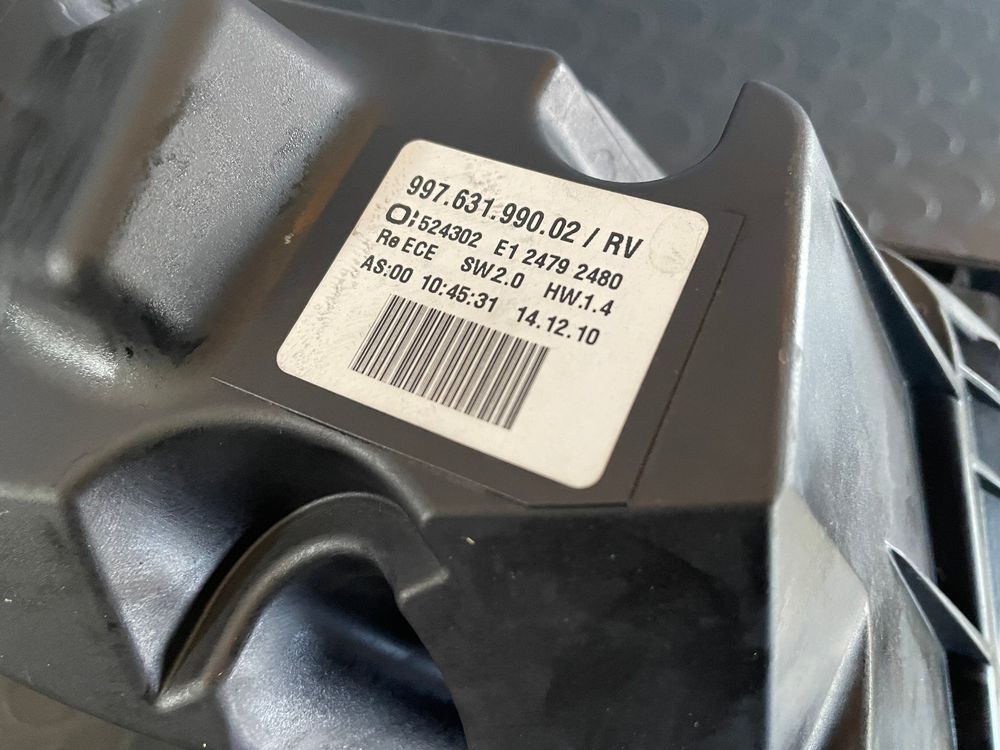 997.631.990.02 / RV
524302 E1 2479 2480
Re ECE SW2.0 HW.1.4
AS:00 10:45:31 14.12.10